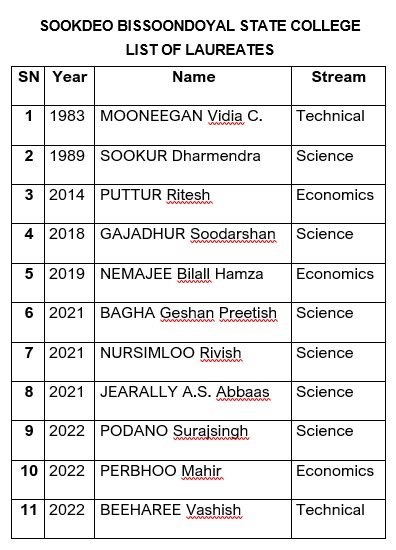 SOOKDEO BISSOONDOYAL STATE COLLEGE
LIST OF LAUREATES
SN Year Name Stream
1 1983 MOONEEGAN Vidia C. Technical
2 1989 SOOKUR Dharmendra Science
3 2014 PUTTUR Ritesh Economics
4 2018 GAJADHUR Soodarshan Science
5 2019 NEMAJEE Bilall Hamza Economics
6 2021 BAGHA Geshan Preetish Science
7 2021 NURSIMLOO Rivish Science
8 2021 JEARALLY A.S. Abbaas Science
9 2022 PODANO Surajsingh Science
10 2022 PERBHOO Mahir Economics
11 2022 BEEHAREE Vashish Technical